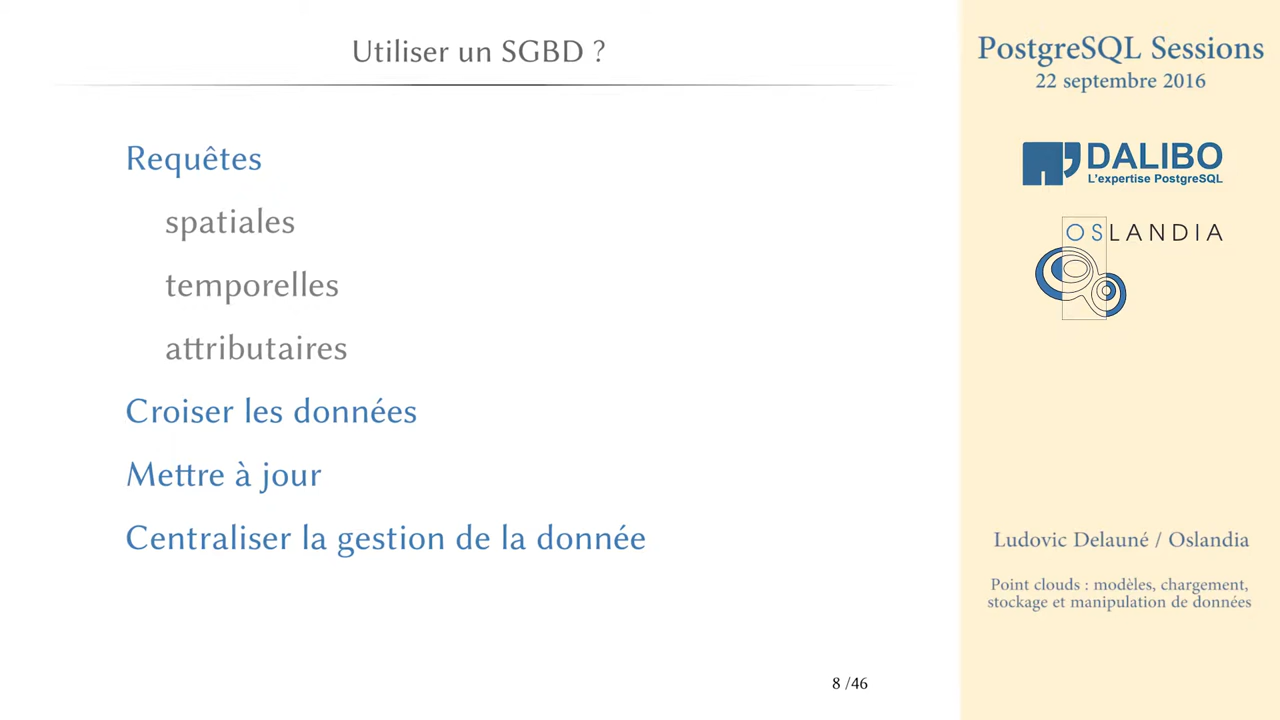 Utiliser un SGBD ?
Requêtes
spatiales
temporelles
attributaires
Croiser les données
Mettre à jour
Centraliser la gestion de la donnée
8 /46
PostgreSQL Sessions
22 septembre 2016
DALIBO
L'expertise PostgreSQL
OSLANDIA
Ludovic Delauné / Oslandia
Point clouds : modèles, chargement,
stockage et manipulation de données